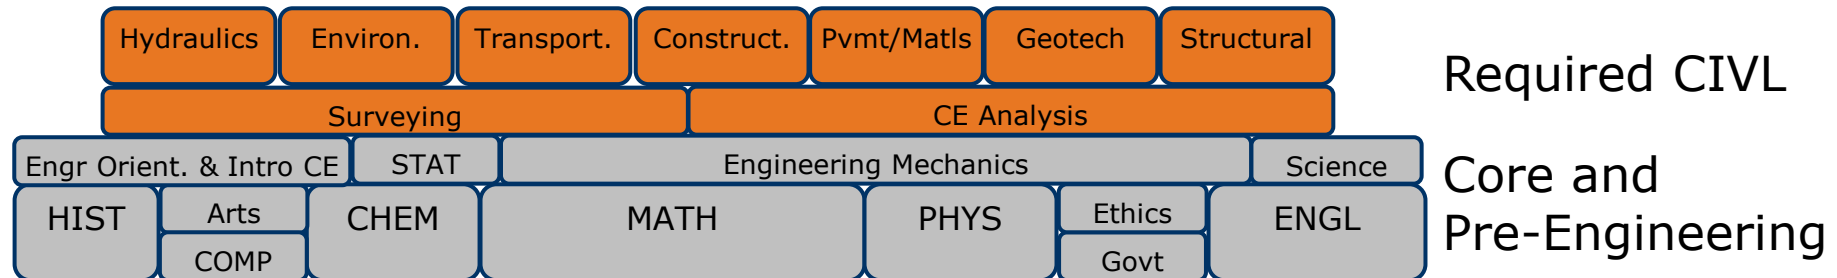 Hydraulics Environ. Transport. Construct. Pvmt/Matls Geotech Structural
Required CIVL
Surveying CE Analysis
Engr Orient. & Intro CE STAT Engineering Mechanics Science
Core and
Pre-Engineering
HIST Arts CHEM MATH PHYS Ethics ENGL
COMP Govt